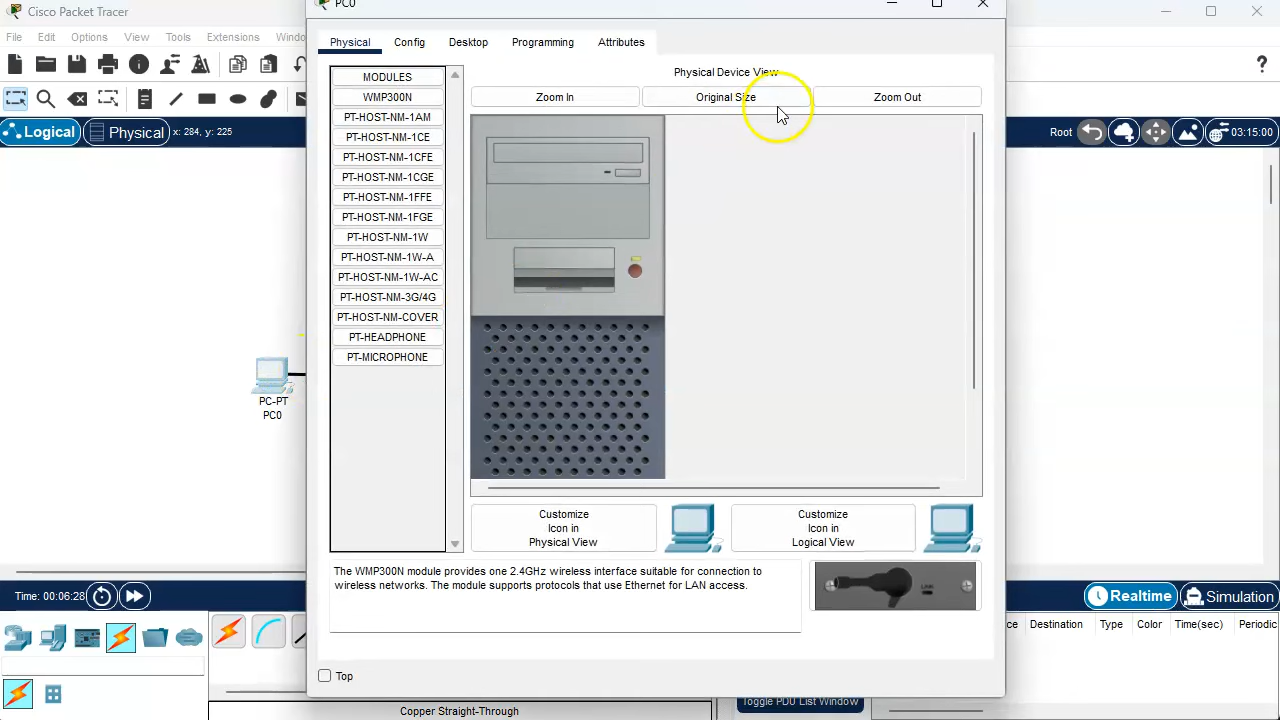 Cisco Packet Tracer
PC0
File Edit Options View Tools Extensions Windo
Physical Config Desktop Programming Attributes
MODULES
WMP300N
PT-HOST-NM-1AM
PT-HOST-NM-1CE
PT-HOST-NM-1CFE
PT-HOST-NM-1CGE
PT-HOST-NM-1FFE
PT-HOST-NM-1FGE
PT-HOST-NM-1W
PT-HOST-NM-1W-A
PT-HOST-NM-1W-AC
PT-HOST-NM-3G/4G
PT-HOST-NM-COVER
PT-HEADPHONE
PT-MICROPHONE
Physical Device View
Zoom In Original Size Zoom Out
Logical Physical x: 284, y: 225
Root 03:15:00
PC-PT
PC0
Customize
Icon in
Physical View
Customize
Icon in
Logical View
The WMP300N module provides one 2.4GHz wireless interface suitable for connection to
wireless networks. The module supports protocols that use Ethernet for LAN access.
LINK
Top
Time: 00:06:28
Realtime Simulation
ce Destination Type Color Time(sec) Periodic
Copper Straight-Through
Toggle PDU List Window